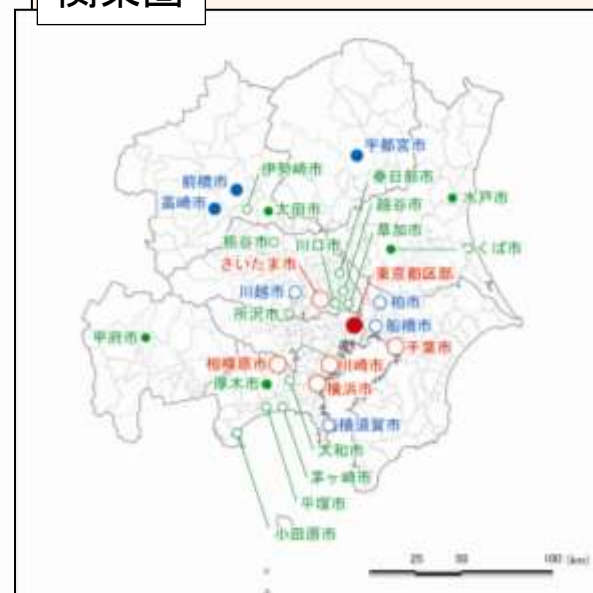 関東圏
宇都宮市
伊勢崎市
春日部市
前橋市
越谷市
水戸市
高崎市
太田市
草加市
熊谷市
川口市
つくば市
さいたま市
東京都区部
川越市
柏市
所沢市
船橋市
甲府市
千葉市
相模原市
川崎市
厚木市
横浜市
横須賀市
大和市
茅ヶ崎市
平塚市
小田原市
25 50 100 (km)